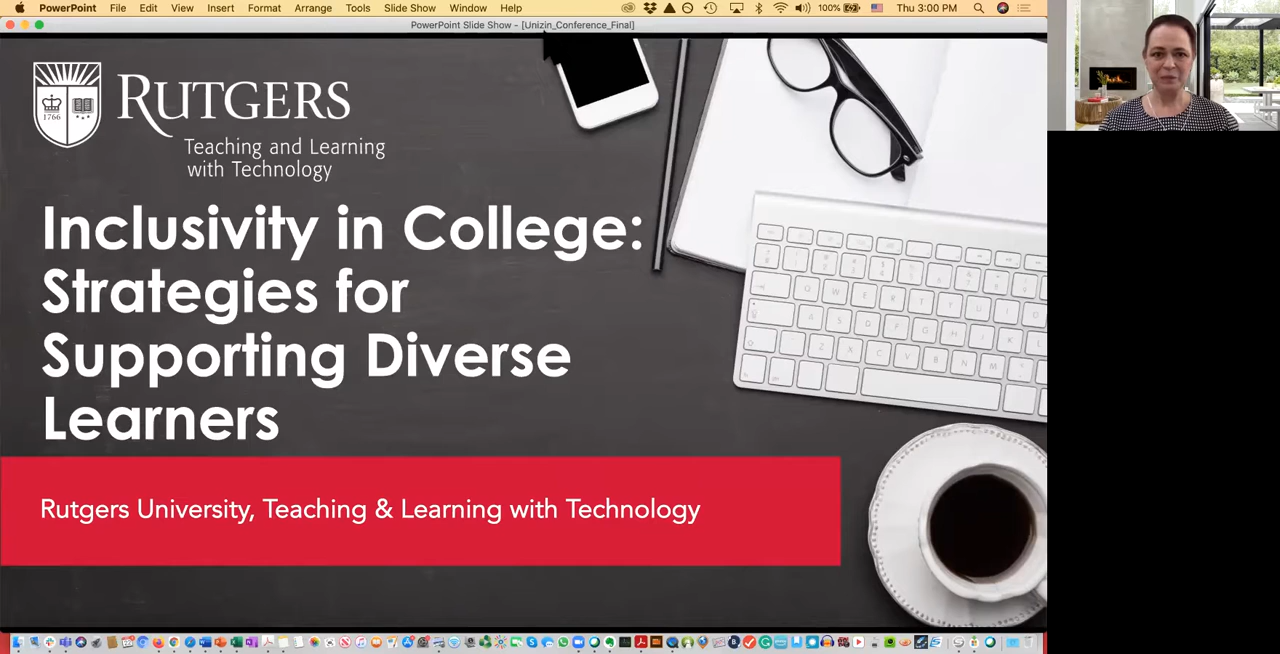 PowerPoint File Edit View Insert Format Arrange Tools Slide Show Window Help 100% Thu 3:00 PM
PowerPoint Slide Show - [Unizin_Conference_Final]
RUTGERS
1766
Teaching and Learning
with Technology
Inclusivity in College:
Strategies for
Supporting Diverse
Learners
Rutgers University, Teaching & Learning with Technology